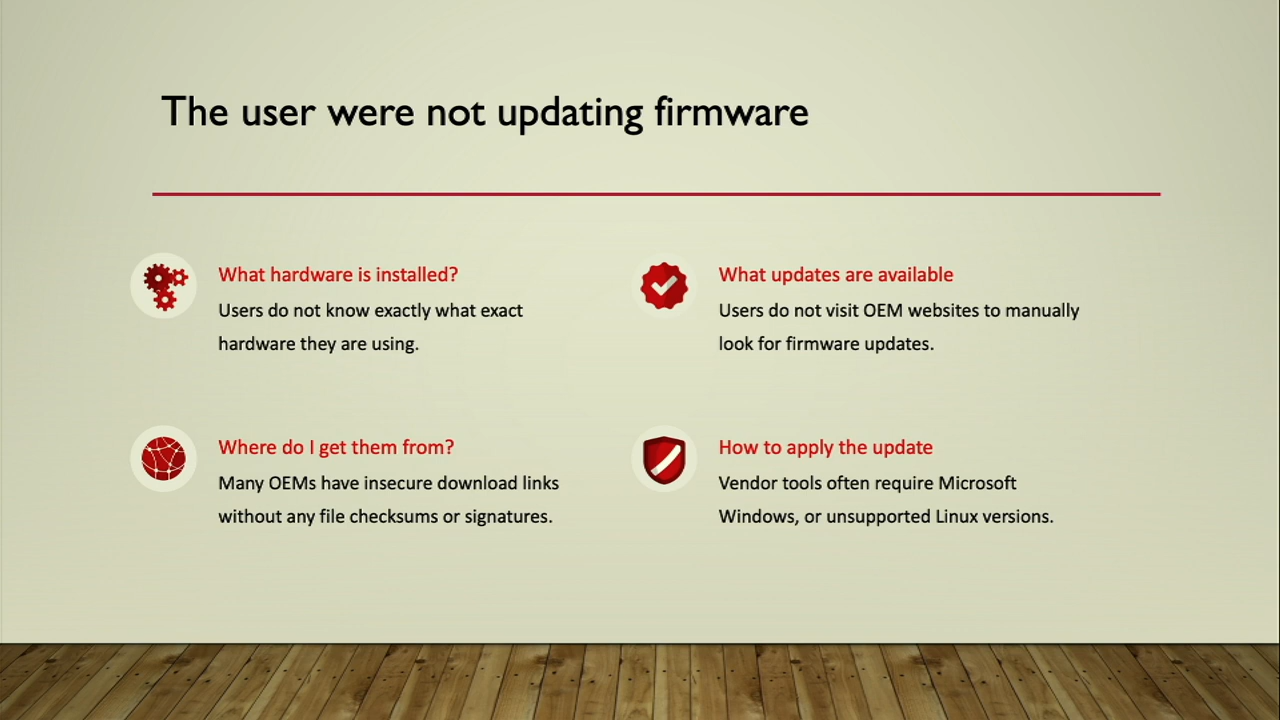 The user were not updating firmware
What hardware is installed?
Users do not know exactly what exact
hardware they are using.
What updates are available
Users do not visit OEM websites to manually
look for firmware updates.
Where do I get them from?
Many OEMs have insecure download links
without any file checksums or signatures.
How to apply the update
Vendor tools often require Microsoft
Windows, or unsupported Linux versions.